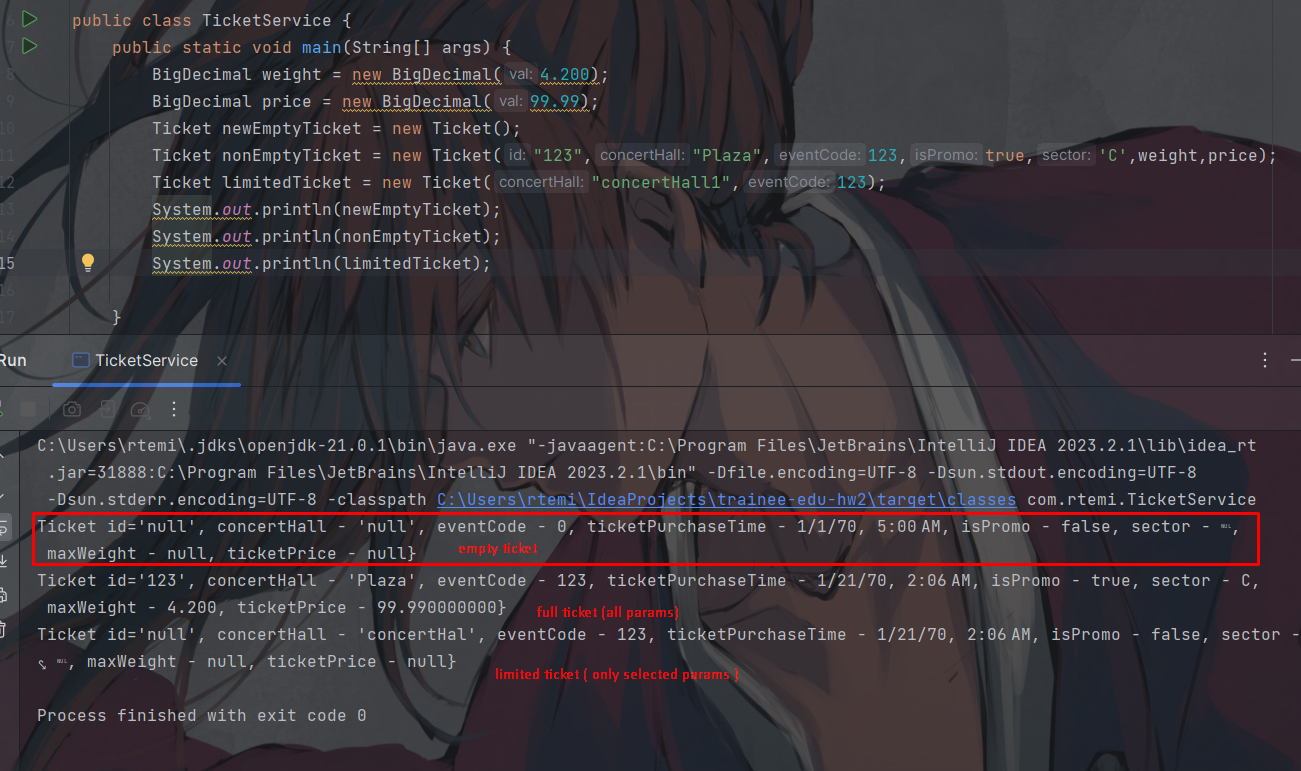 public class TicketService {
public static void main(String[] args) {
8 BigDecimal weight = new BigDecimal( val: 4.200);
9 BigDecimal price = new BigDecimal( val: 99.99);
10 Ticket newEmptyTicket = new Ticket();
11 Ticket nonEmptyTicket = new Ticket( id: "123", concertHall: "Plaza", eventCode: 123, isPromo: true, sector: 'C',weight,price);
12 Ticket limitedTicket = new Ticket( concertHall: "concertHall1", eventCode: 123);
13 System.out.println(newEmptyTicket);
14 System.out.println(nonEmptyTicket);
15 System.out.println(limitedTicket);
16
17 }
Run TicketService
C:\Users\rtemi\.jdks\openjdk-21.0.1\bin\java.exe "-javaagent:C:\Program Files\JetBrains\IntelliJ IDEA 2023.2.1\lib\idea_rt
.jar=31888:C:\Program Files\JetBrains\IntelliJ IDEA 2023.2.1\bin" -Dfile.encoding=UTF-8 -Dsun.stdout.encoding=UTF-8
-Dsun.stderr.encoding=UTF-8 -classpath C:\Users\rtemi\IdeaProjects\trainee-edu-hw2\target\classes com.rtemi.TicketService
Ticket id='null', concertHall - 'null', eventCode - 0, ticketPurchaseTime - 1/1/70, 5:00 AM, isPromo - false, sector - NUL,
maxWeight - null, ticketPrice - null}
empty ticket
Ticket id='123', concertHall - 'Plaza', eventCode - 123, ticketPurchaseTime - 1/21/70, 2:06 AM, isPromo - true, sector - C,
maxWeight - 4.200, ticketPrice - 99.990000000}
full ticket (all params)
Ticket id='null', concertHall - 'concertHal', eventCode - 123, ticketPurchaseTime - 1/21/70, 2:06 AM, isPromo - false, sector -
NUL, maxWeight - null, ticketPrice - null}
limited ticket ( only selected params )
Process finished with exit code 0